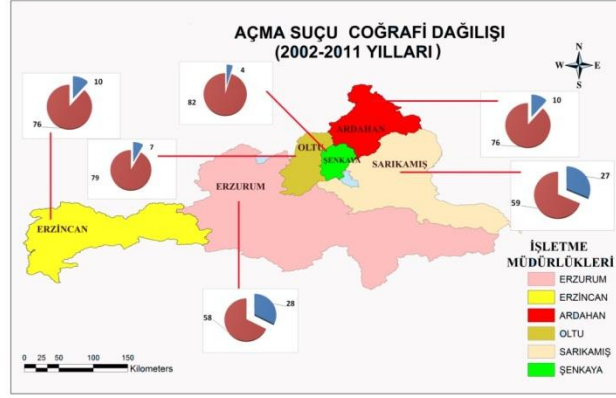 AÇMA SUÇU COĞRAFİ DAĞILIŞI
(2002-2011 YILLARI)
N
W E
S
10
76
4
82
7
79
10
76
27
59
28
58
ARDAHAN
OLTU
ŞENKAYA
SARIKAMIŞ
ERZURUM
ERZİNCAN
İŞLETME
MÜDÜRLÜKLERİ
ERZURUM
ERZİNCAN
ARDAHAN
OLTU
SARIKAMIŞ
ŞENKAYA
0 25 50 100 150
Kilometers